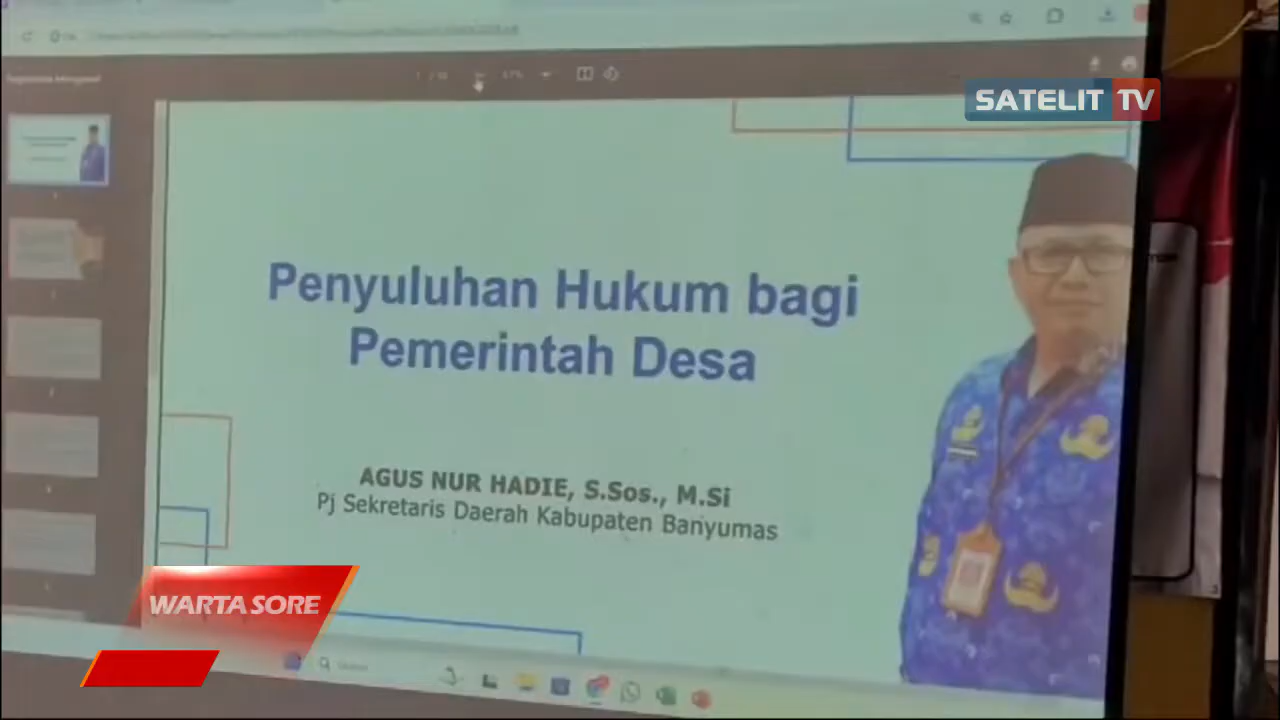 SATELIT TV
Penyuluhan Hukum bagi
Pemerintah Desa
AGUS NUR HADIE, S.Sos., M.Si
Pj Sekretaris Daerah Kabupaten Banyumas
WARTA SORE